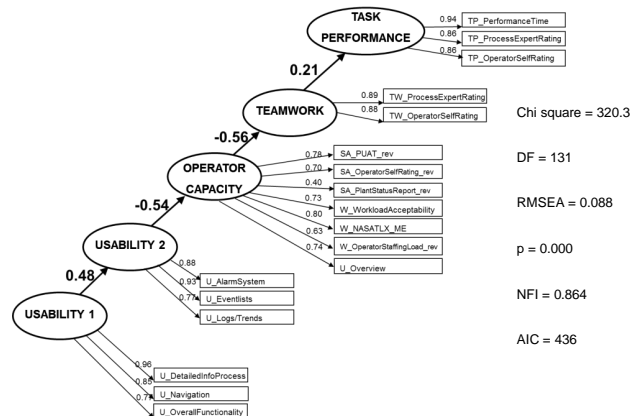 TASK
PERFORMANCE
0.94 TP_PerformanceTime
0.86 TP_ProcessExpertRating
0.86 TP_OperatorSelfRating
0.21
TEAMWORK
0.89 TW_ProcessExpertRating
0.88 TW_OperatorSelfRating
-0.56
OPERATOR
CAPACITY
0.78 SA_PUAT_rev
0.70 SA_OperatorSelfRating_rev
0.40 SA_PlantStatusReport_rev
0.73 W_WorkloadAcceptability
0.80 W_NASATLX_ME
0.63 W_OperatorStaffingLoad_rev
0.74 U_Overview
-0.54
USABILITY 2
0.88 U_AlarmSystem
0.93 U_Eventlists
0.77 U_Logs/Trends
0.48
USABILITY 1
0.96 U_DetailedInfoProcess
0.85 U_Navigation
U_OverallFunctionality
Chi square = 320.3
DF = 131
RMSEA = 0.088
p = 0.000
NFI = 0.864
AIC = 436